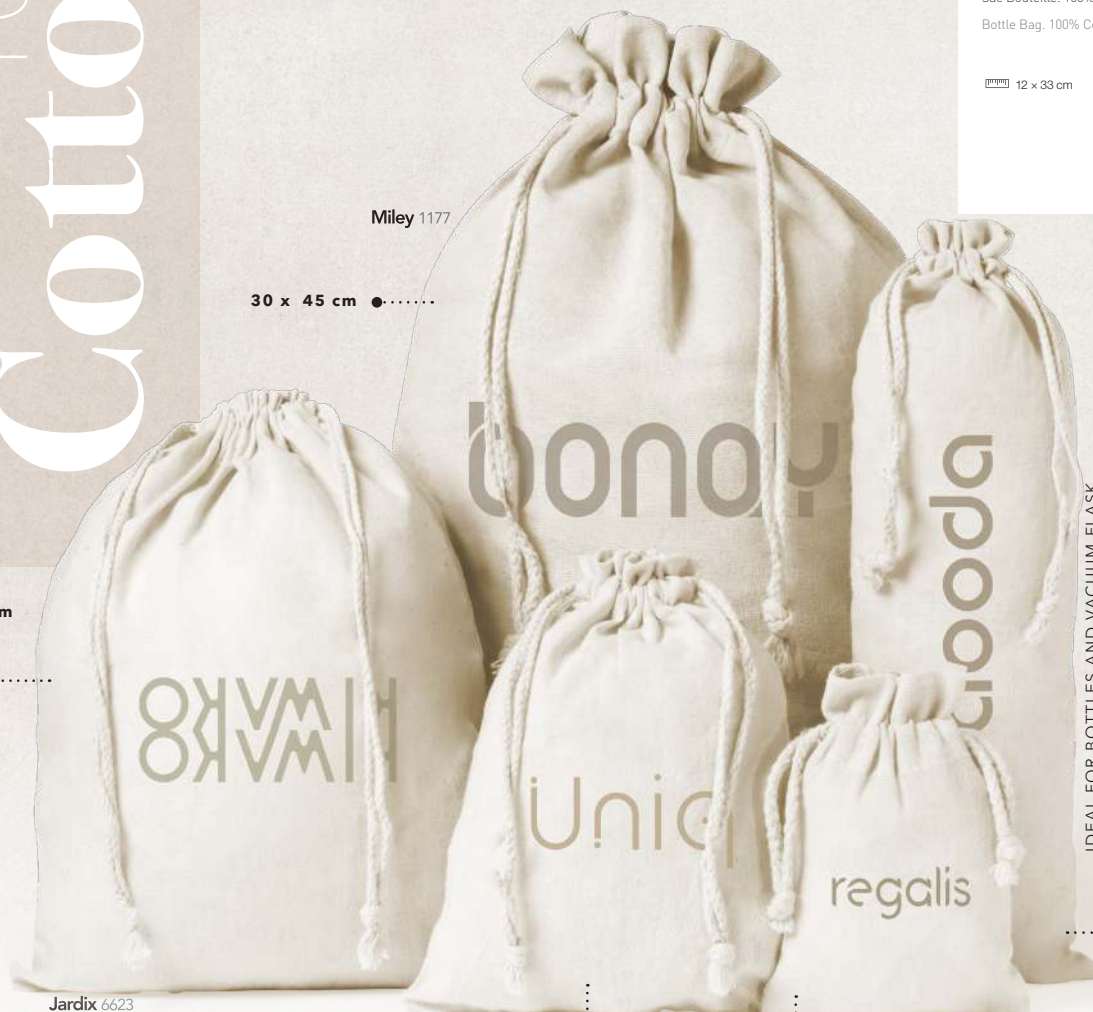 Cotto
Bottle Bag. 100% Co
12 × 33 cm
Miley 1177
30 x 45 cm
bonay
m
regalis
Uniq
IDEAL FOR BOTTLES AND VACUUM FLASK
Jardix 6623